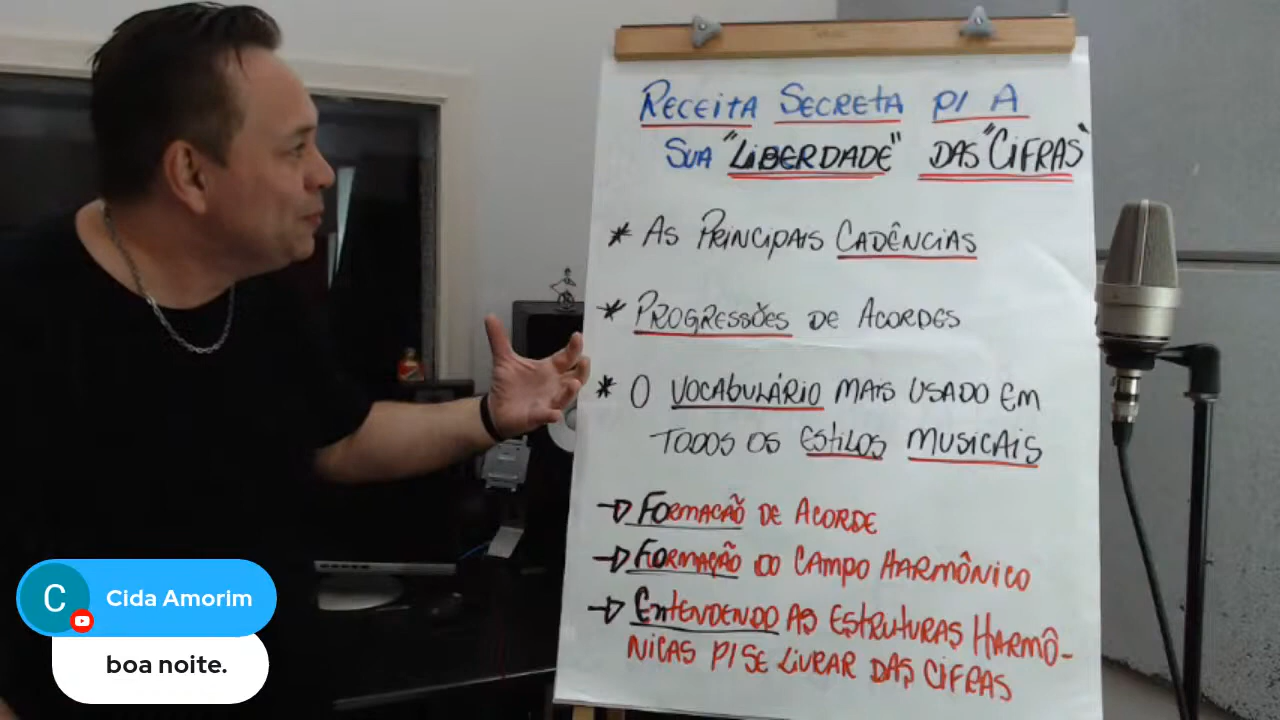 RECEITA SECRETA P/ A
SUA "LIBERDADE" DAS "CIFRAS"
* AS PRINCIPAIS CADÊNCIAS
* PROGRESSÕES DE ACORDES
* O VOCABULÁRIO MAIS USADO EM
TODOS OS ESTILOS MUSICAIS
→ FORMAÇÃO DE ACORDE
→ FORMAÇÃO DO CAMPO HARMÔNICO
→ ENTENDENDO AS ESTRUTURAS HARMÔ-
NICAS P/ SE LIVRAR DAS CIFRAS
C
Cida Amorim
boa noite.